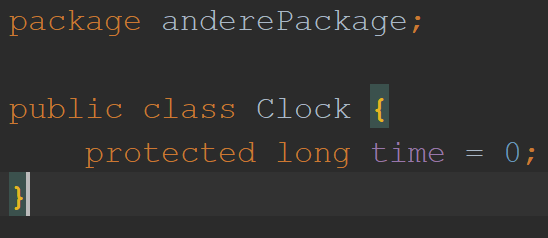 package anderePackage;
public class Clock {
protected long time = 0;
}